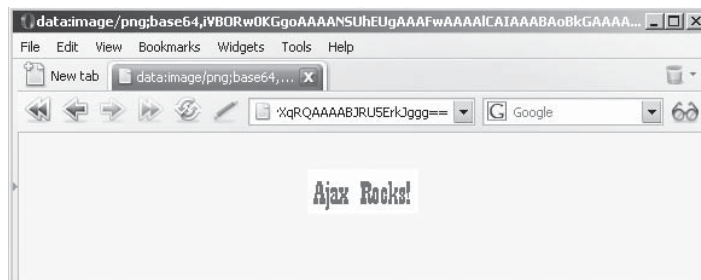 data:image/png;base64,iVBORw0KGgoAAAANSUhEUgAAAFwAAAAlCAIAAABAoBkGAAAA...
File Edit View Bookmarks Widgets Tools Help
New tab data:image/png;base64,... X
XqRQAAAABJRU5ErkJggg== G Google
Ajax Rocks!